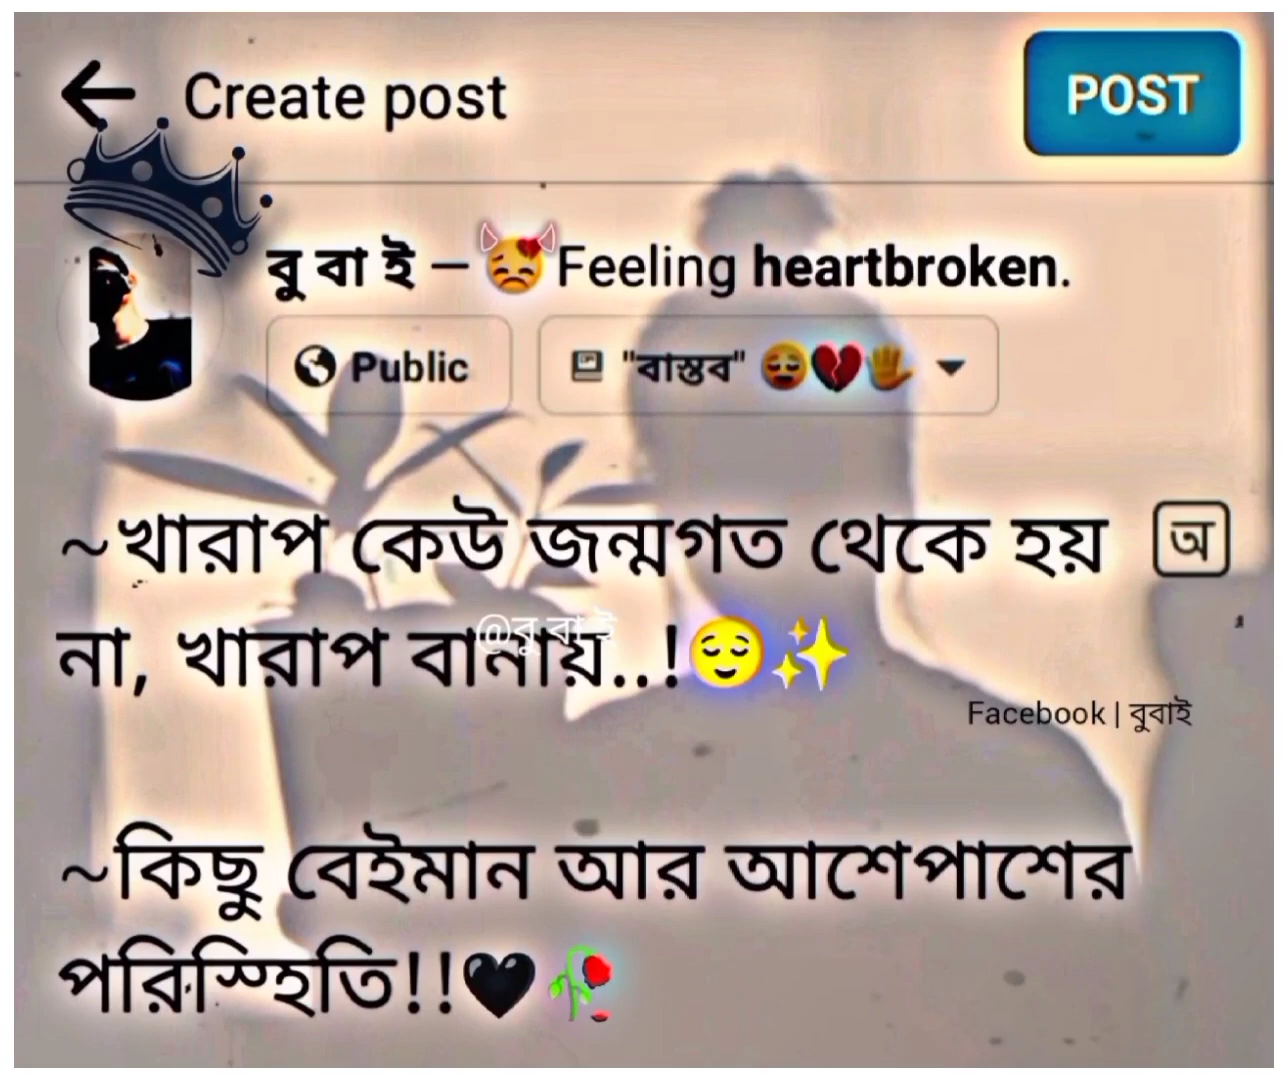 Create post
POST
বু বা ই – 😥 Feeling heartbroken.
Public
"বাস্তব" 😩💔🤚
~খারাপ কেউ জন্মগত থেকে হয়
অ
না, খারাপ বানায়..!😌✨
@বু বা ই
Facebook | বুবাই
~কিছু বেইমান আর আশেপাশের
পরিস্হিতি!!🖤🥀